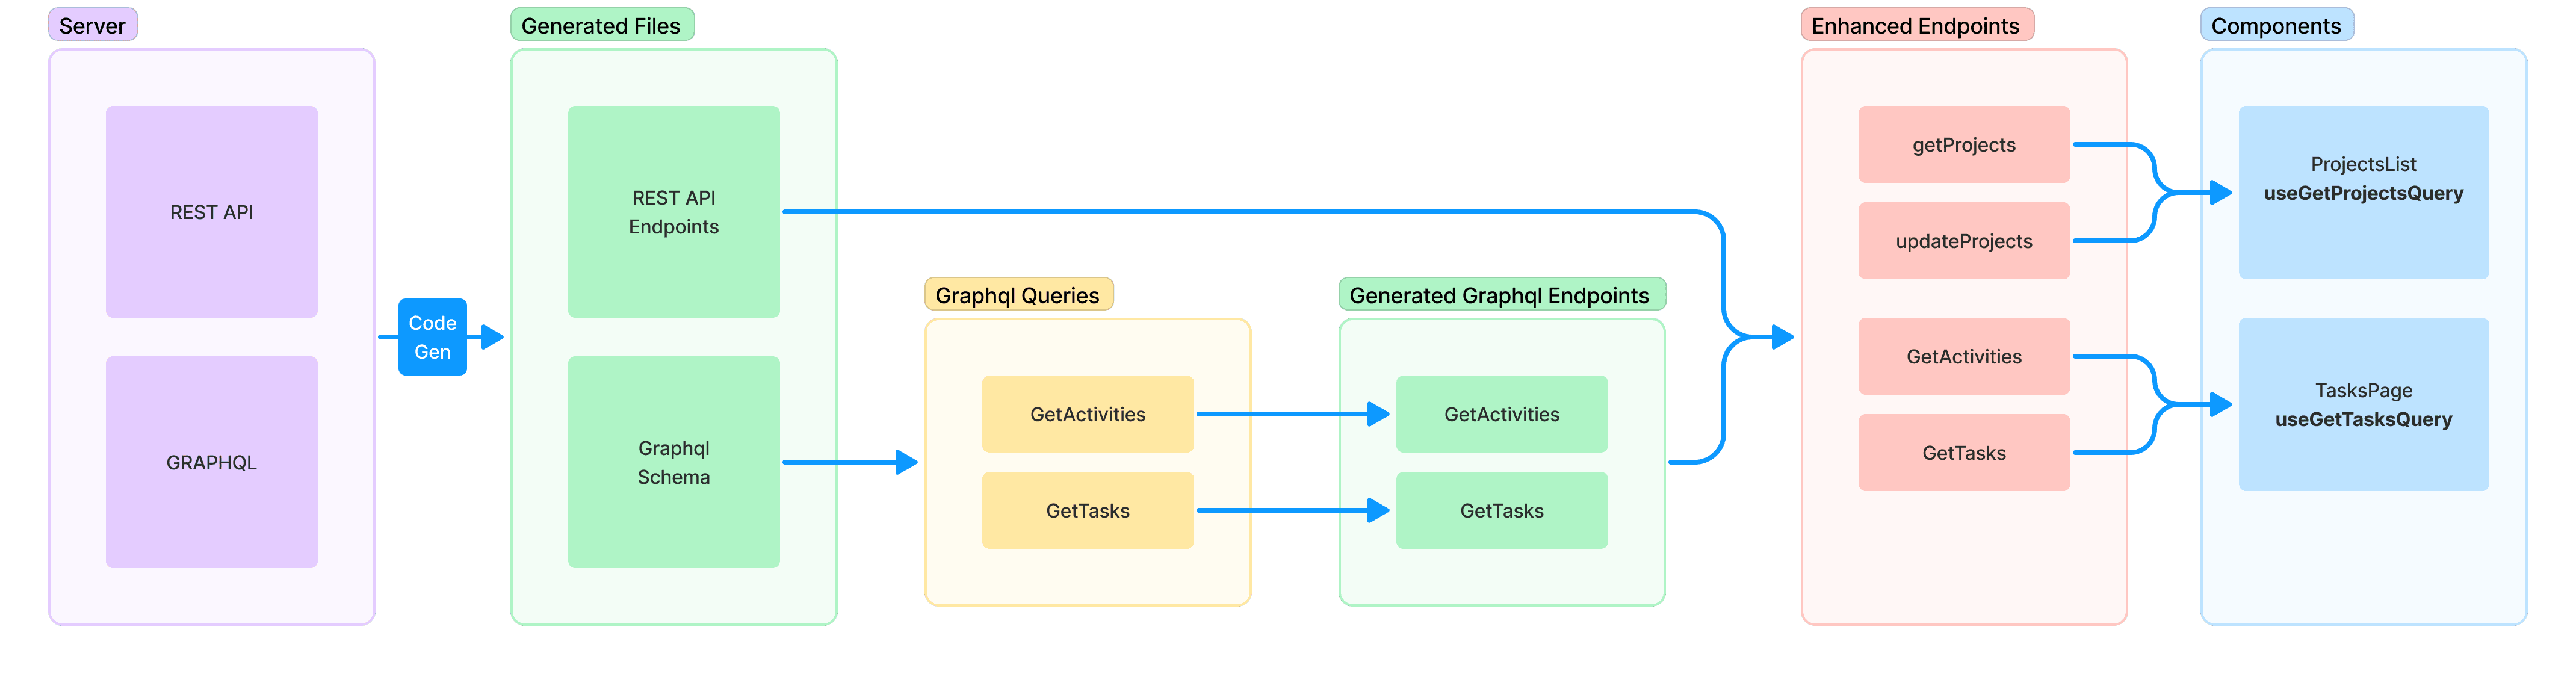 Server
REST API
GRAPHQL
Code
Gen
Generated Files
REST API
Endpoints
Graphql
Schema
Graphql Queries
GetActivities
GetTasks
Generated Graphql Endpoints
GetActivities
GetTasks
Enhanced Endpoints
getProjects
updateProjects
GetActivities
GetTasks
Components
ProjectsList
useGetProjectsQuery
TasksPage
useGetTasksQuery